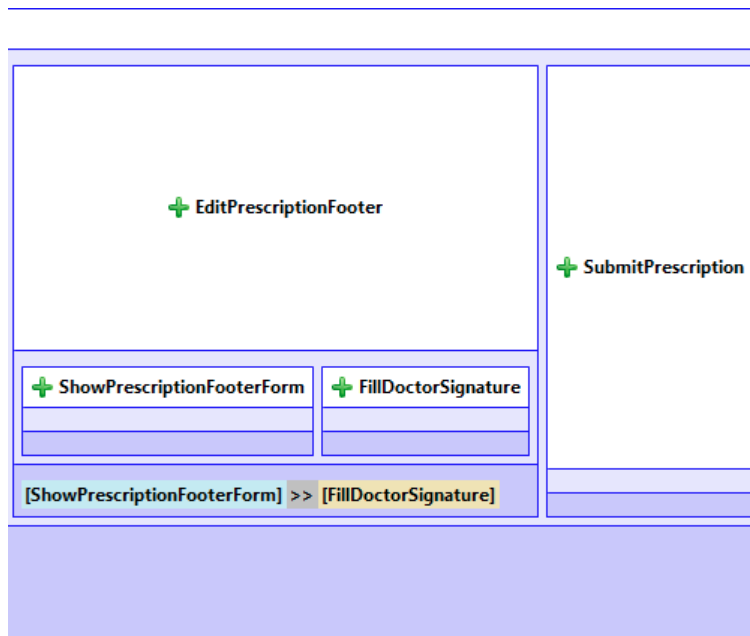 EditPrescriptionFooter
SubmitPrescription
ShowPrescriptionFooterForm
FillDoctorSignature
[ShowPrescriptionFooterForm] >> [FillDoctorSignature]